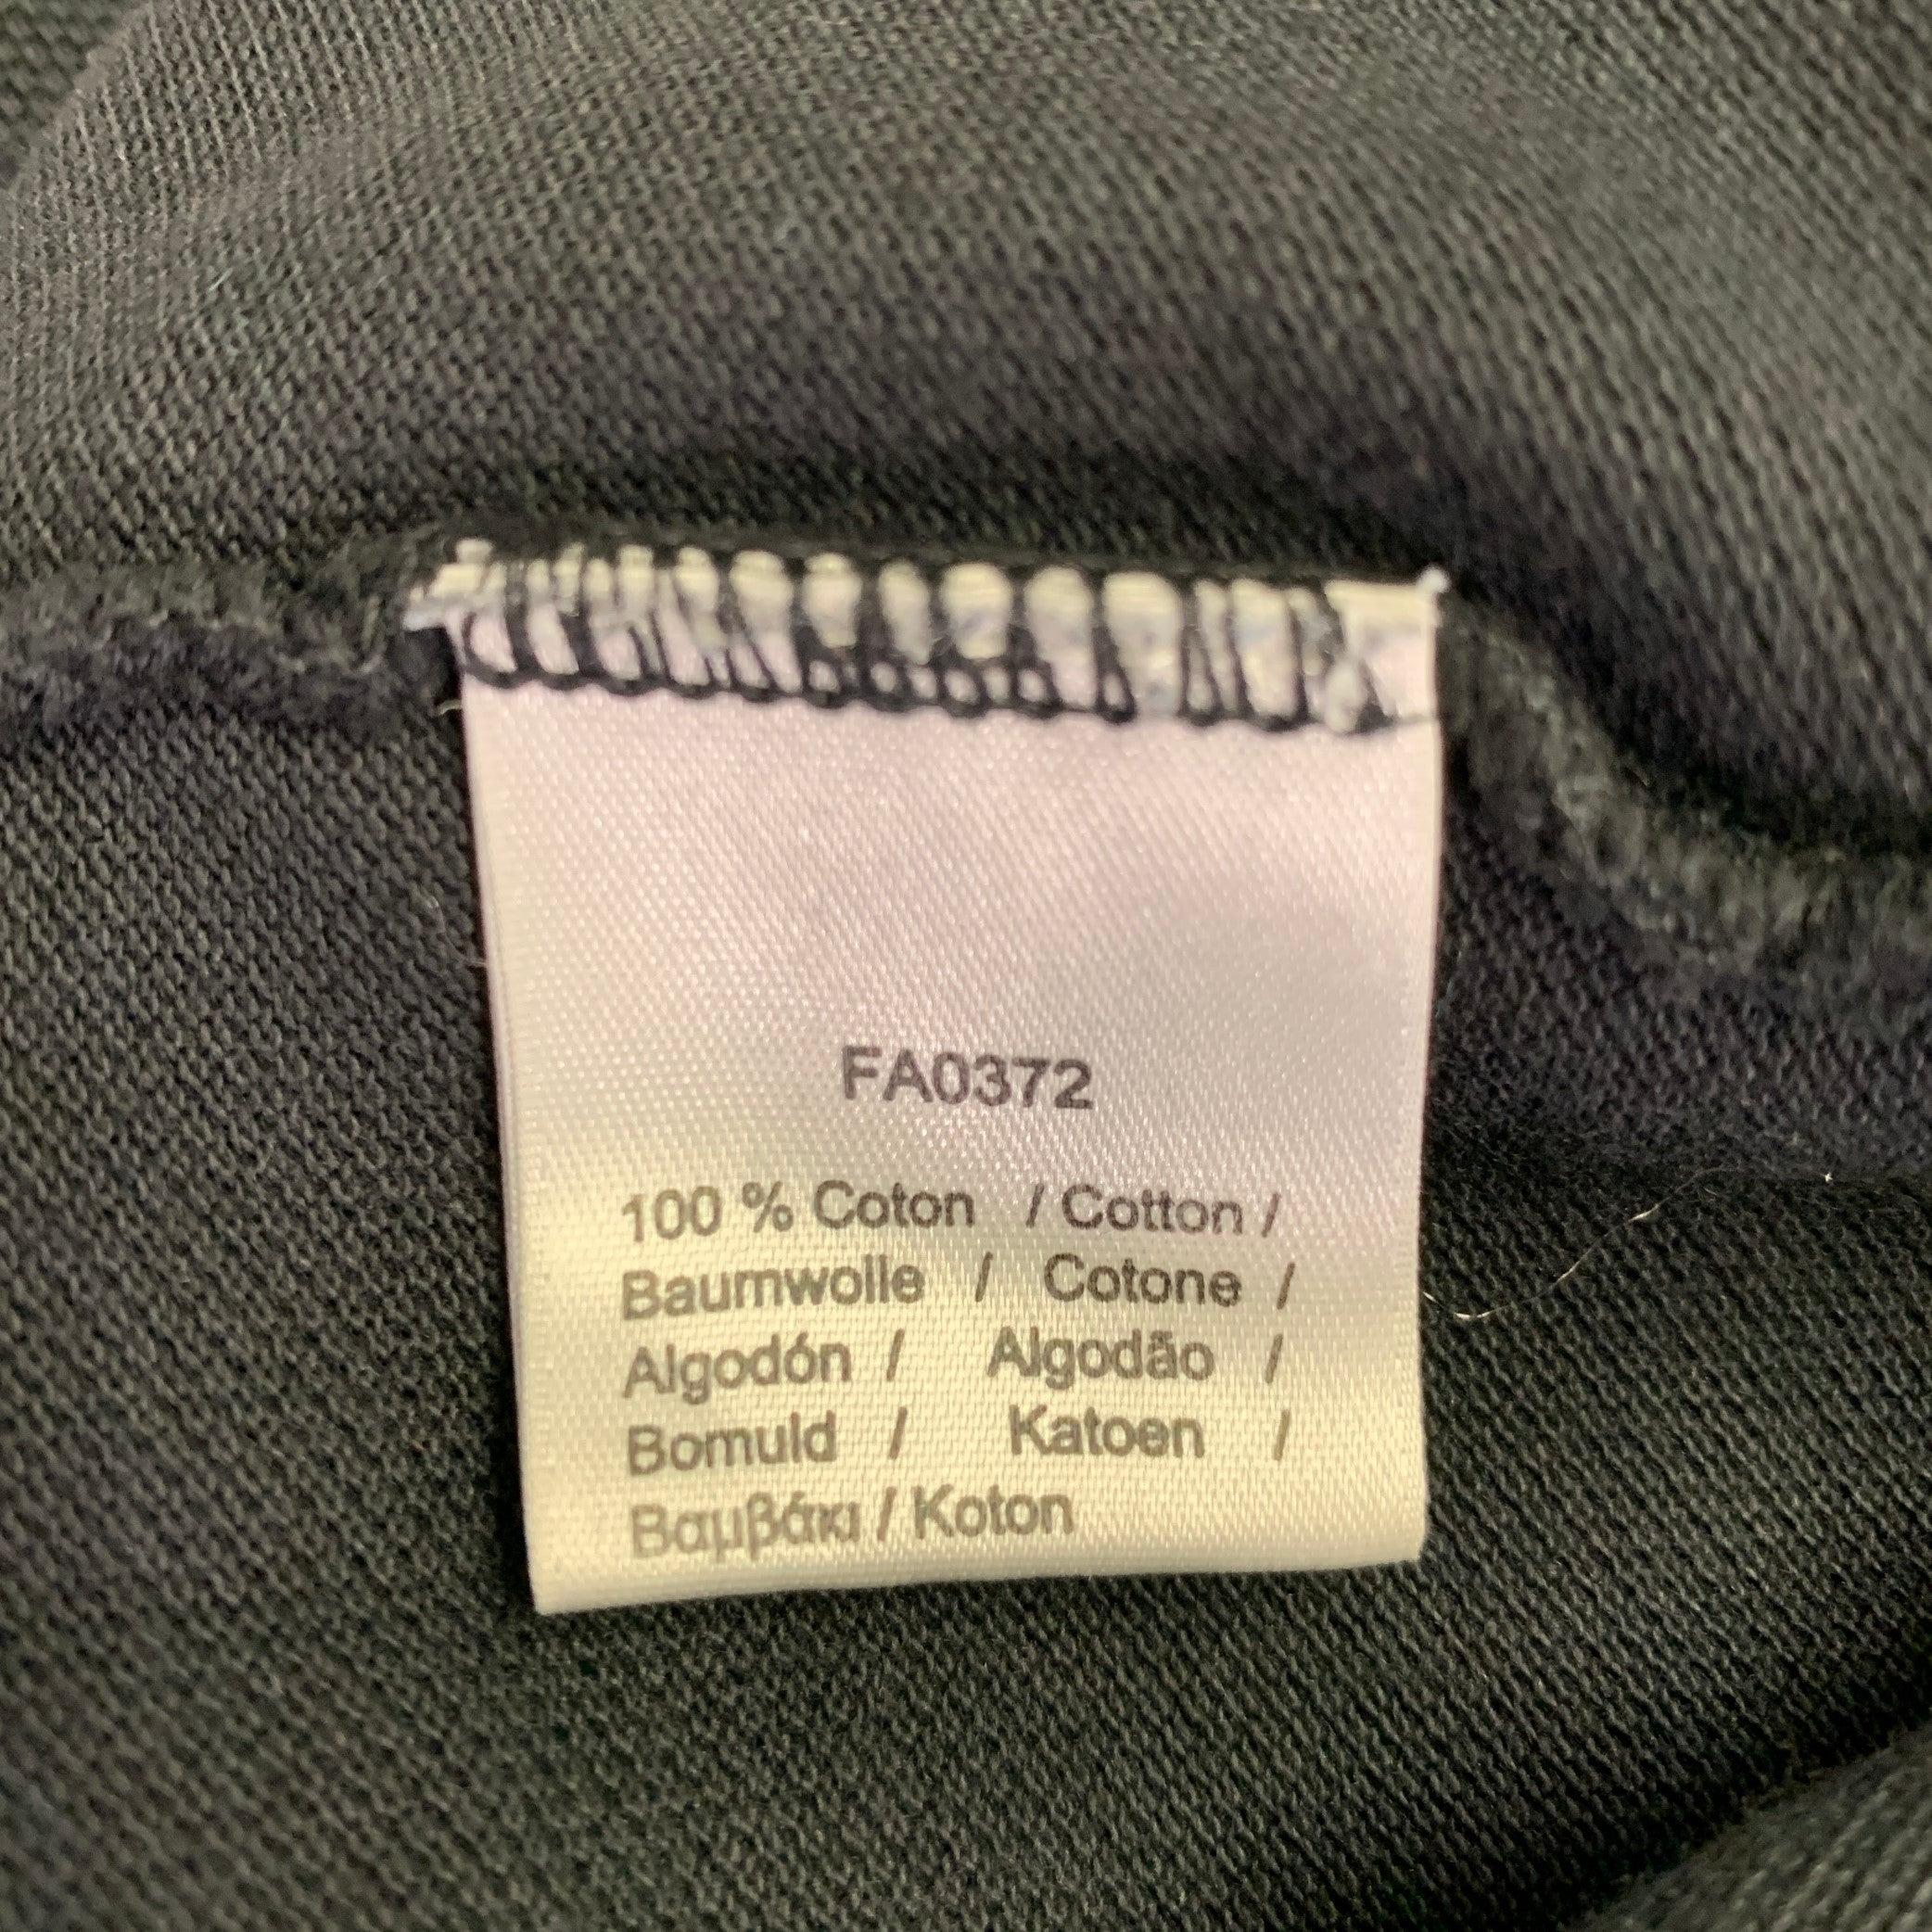 FA0372
100 % Coton / Cotton /
Baumwolle / Cotone /
Algodón / Algodão /
Bomuld / Katoen /
Βαμβάκι / Koton